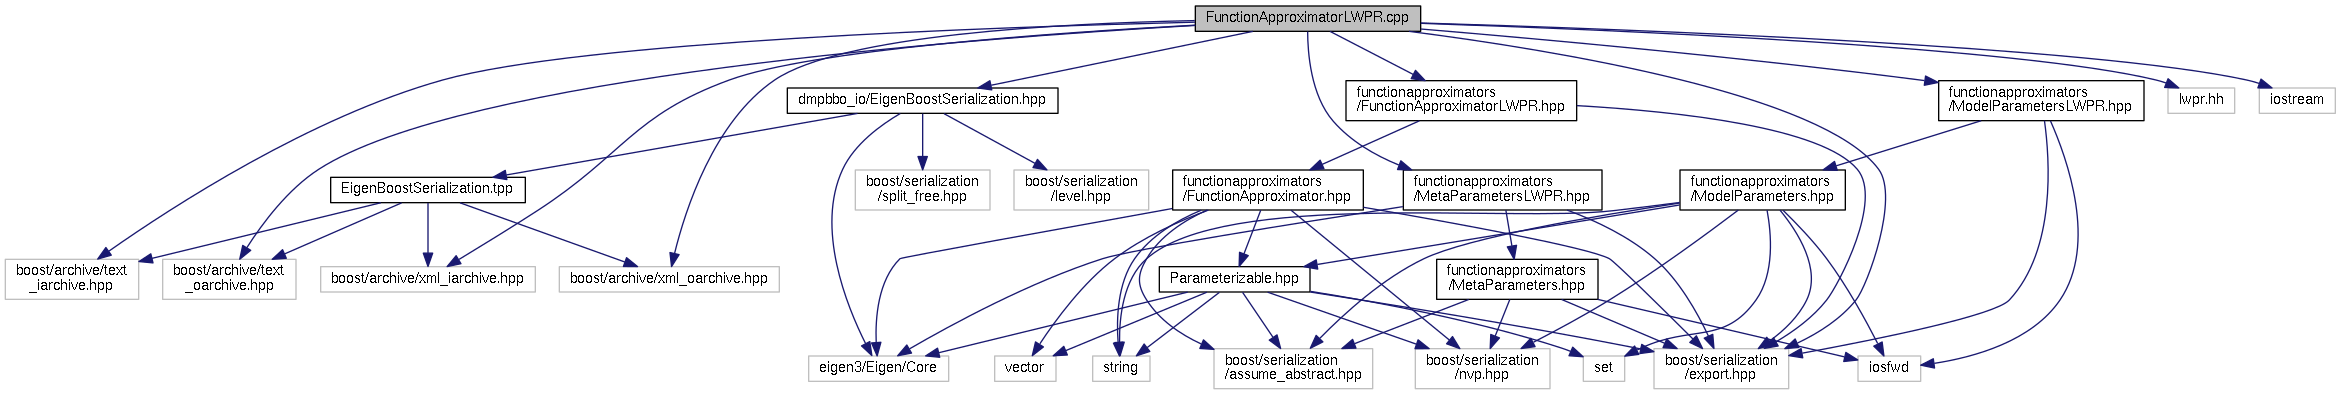 FunctionApproximatorLWPR.cpp
dmpbbo_io/EigenBoostSerialization.hpp
functionapproximators
/FunctionApproximatorLWPR.hpp
functionapproximators
/ModelParametersLWPR.hpp
lwpr.hh
iostream
EigenBoostSerialization.tpp
boost/serialization
/split_free.hpp
boost/serialization
/level.hpp
functionapproximators
/FunctionApproximator.hpp
functionapproximators
/MetaParametersLWPR.hpp
functionapproximators
/ModelParameters.hpp
boost/archive/text
_iarchive.hpp
boost/archive/text
_oarchive.hpp
boost/archive/xml_iarchive.hpp
boost/archive/xml_oarchive.hpp
Parameterizable.hpp
functionapproximators
/MetaParameters.hpp
eigen3/Eigen/Core
vector
string
boost/serialization
/assume_abstract.hpp
boost/serialization
/nvp.hpp
set
boost/serialization
/export.hpp
iosfwd